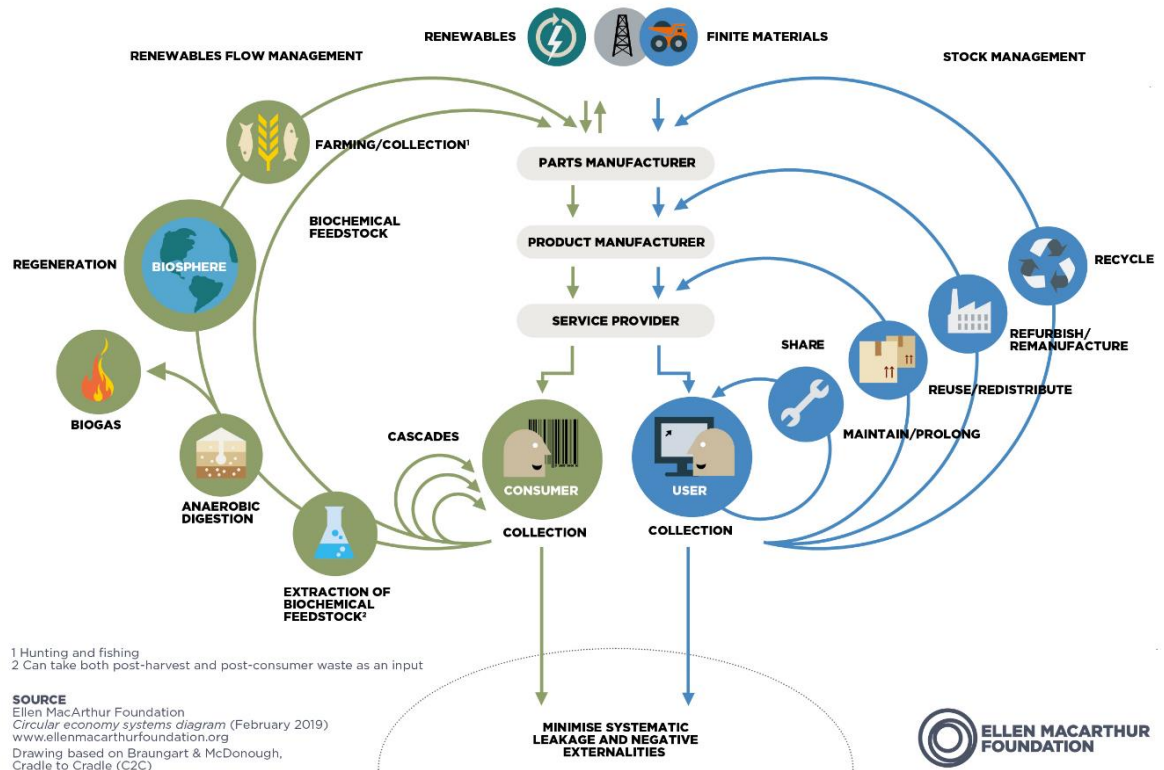 RENEWABLES
FINITE MATERIALS
RENEWABLES FLOW MANAGEMENT
STOCK MANAGEMENT
FARMING/COLLECTION¹
PARTS MANUFACTURER
BIOCHEMICAL
FEEDSTOCK
PRODUCT MANUFACTURER
REGENERATION
BIOSPHERE
RECYCLE
SERVICE PROVIDER
SHARE
REFURBISH/
REMANUFACTURE
REUSE/REDISTRIBUTE
BIOGAS
CASCADES
MAINTAIN/PROLONG
CONSUMER
USER
ANAEROBIC
DIGESTION
COLLECTION
COLLECTION
EXTRACTION OF
BIOCHEMICAL
FEEDSTOCK²
1 Hunting and fishing
2 Can take both post-harvest and post-consumer waste as an input
SOURCE
Ellen MacArthur Foundation
Circular economy systems diagram (February 2019)
www.ellenmacarthurfoundation.org
Drawing based on Braungart & McDonough,
Cradle to Cradle (C2C)
MINIMISE SYSTEMATIC
LEAKAGE AND NEGATIVE
EXTERNALITIES
ELLEN MACARTHUR
FOUNDATION